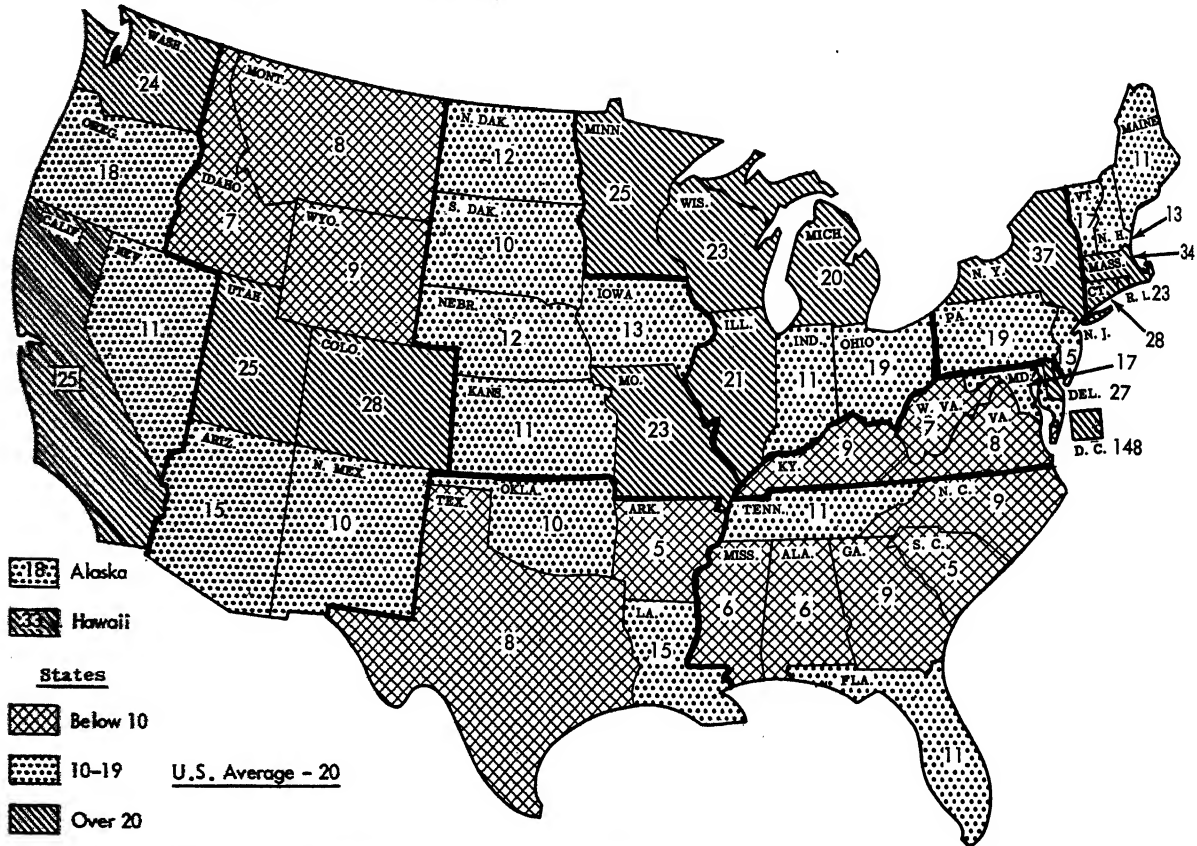 WASH.
24
OREG.
18
CALIF.
25
NEV.
11
IDAHO
7
MONT.
8
WYO.
9
UTAH
25
COLO.
28
ARIZ.
15
N. MEX.
10
N. DAK.
12
S. DAK.
10
NEBR.
12
KANS.
11
OKLA.
10
TEX.
8
MINN.
25
IOWA
13
MO.
23
ARK.
5
LA.
15
WIS.
23
ILL.
21
MICH.
20
IND.
11
OHIO
19
KY.
9
TENN.
11
MISS.
6
ALA.
6
GA.
9
FLA.
11
S. C.
5
N. C.
9
VA.
8
W. VA.
7
MD.
17
DEL. 27
D. C. 148
PA.
19
N. J.
5
N. Y.
37
CT.
28
R. I. 23
MASS.
34
VT.
17
N. H.
13
MAINE
11
18 Alaska
33 Hawaii
States
Below 10
10-19
Over 20
U.S. Average - 20